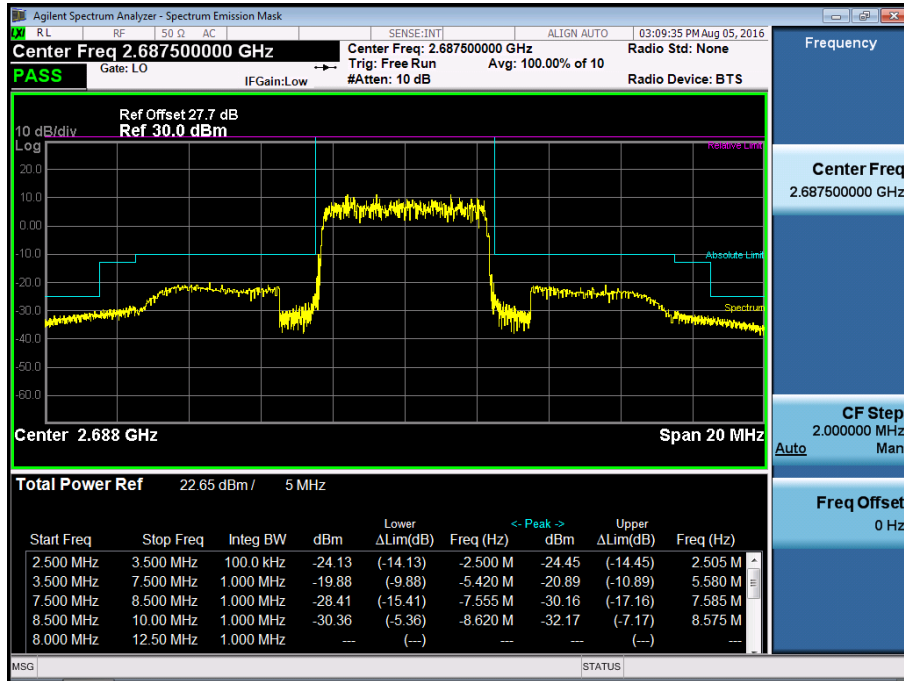 Agilent Spectrum Analyzer - Spectrum Emission Mask
LXI RL RF 50 Ω AC SENSE:INT ALIGN AUTO 03:09:35 PM Aug 05, 2016
Center Freq 2.687500000 GHz Center Freq: 2.687500000 GHz Radio Std: None
Trig: Free Run Avg: 100.00% of 10
PASS Gate: LO IFGain:Low #Atten: 10 dB Radio Device: BTS
Ref Offset 27.7 dB
10 dB/div Ref 30.0 dBm
Log
Relative Limit
20.0
10.0
0.00
-10.0
Absolute Limit
-20.0
-30.0
Spectrum
-40.0
-50.0
-60.0
Center 2.688 GHz Span 20 MHz
Total Power Ref 22.65 dBm / 5 MHz
Lower <- Peak -> Upper
Start Freq Stop Freq Integ BW dBm ΔLim(dB) Freq (Hz) dBm ΔLim(dB) Freq (Hz)
2.500 MHz 3.500 MHz 100.0 kHz -24.13 (-14.13) -2.500 M -24.45 (-14.45) 2.505 M
3.500 MHz 7.500 MHz 1.000 MHz -19.88 (-9.88) -5.420 M -20.89 (-10.89) 5.580 M
7.500 MHz 8.500 MHz 1.000 MHz -28.41 (-15.41) -7.555 M -30.16 (-17.16) 7.585 M
8.500 MHz 10.00 MHz 1.000 MHz -30.36 (-5.36) -8.620 M -32.17 (-7.17) 8.575 M
8.000 MHz 12.50 MHz 1.000 MHz --- (---) --- --- (---) ---
MSG STATUS
Frequency
Center Freq
2.687500000 GHz
CF Step
2.000000 MHz
Auto Man
Freq Offset
0 Hz